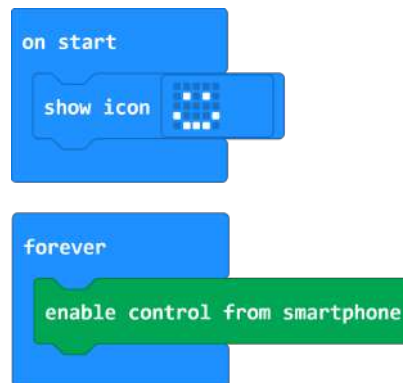 on start
show icon
forever
enable control from smartphone